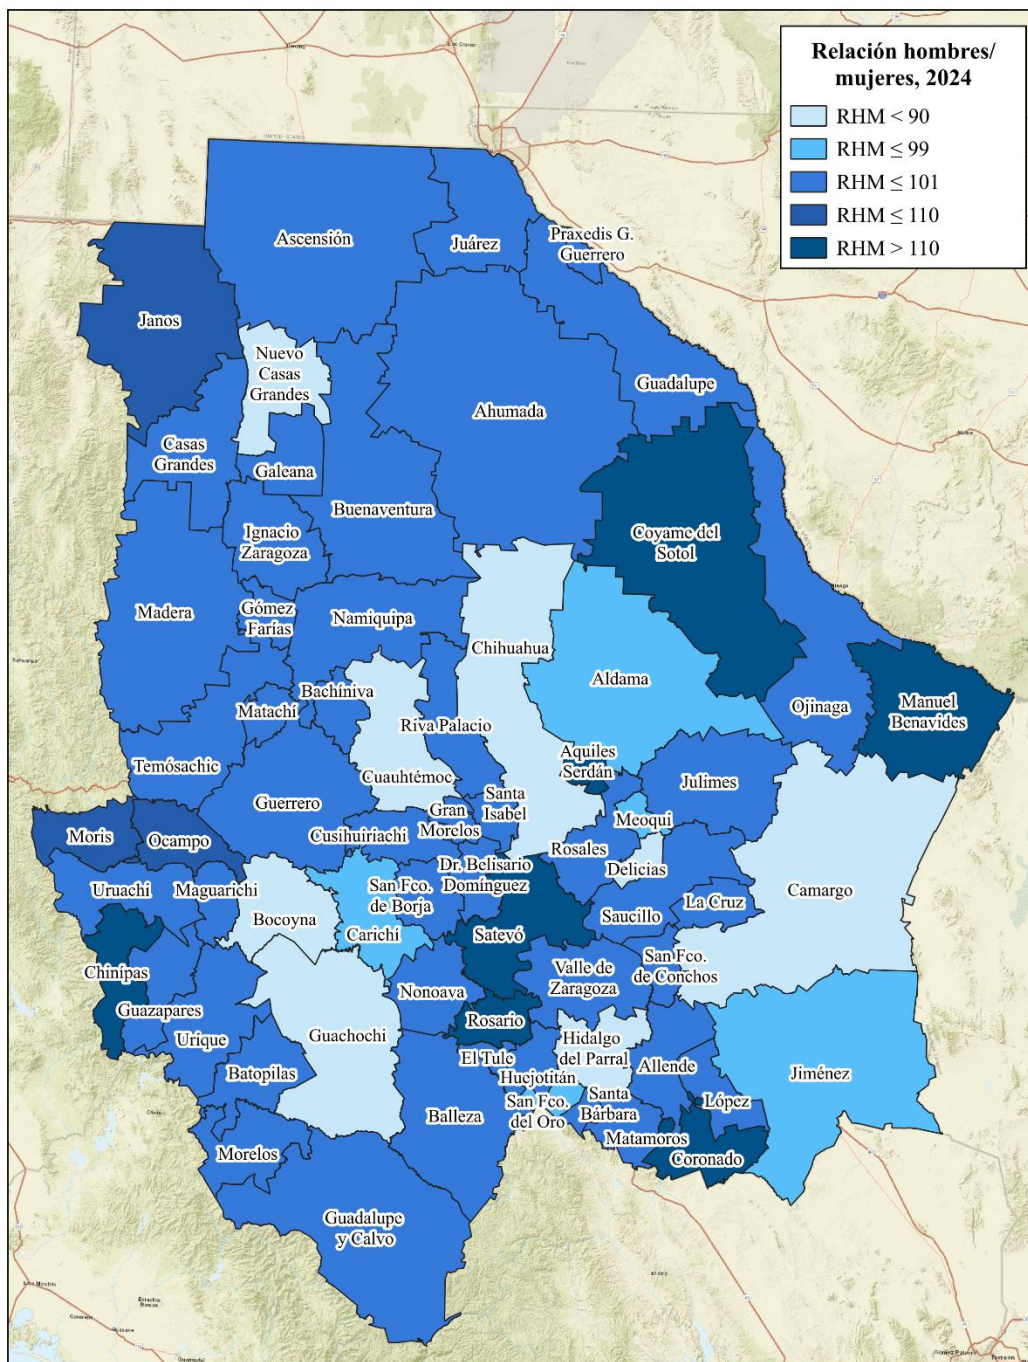 Relación hombres/
mujeres, 2024
RHM < 90
RHM ≤ 99
RHM ≤ 101
RHM ≤ 110
RHM > 110
Ascensión
Juárez
Praxedis G.
Guerrero
Janos
Nuevo
Casas
Grandes
Guadalupe
Ahumada
Casas
Grandes
Galeana
Buenaventura
Ignacio
Zaragoza
Coyame del
Sotol
Madera
Gómez
Farías
Namiquipa
Chihuahua
Aldama
Bachíniva
Matachí
Riva Palacio
Ojinaga
Manuel
Benavides
Temósachic
Cuauhtémoc
Aquiles
Serdán
Julimes
Guerrero
Santa
Isabel
Gran
Morelos
Meoqui
Moris
Ocampo
Cusihuiriachi
Rosales
Delicias
Dr. Belisario
Domínguez
Uruachi
Maguarichi
San Fco.
de Borja
Camargo
Bocoyna
Saucillo
La Cruz
Carichí
Satevó
San Fco.
de Conchos
Chinípas
Valle de
Zaragoza
Nonoava
Guazapares
Rosario
Guachochi
Urique
Hidalgo
del Parral
El Tule
Allende
Batopilas
Huejotitán
Jiménez
San Fco.
del Oro
Santa
Bárbara
López
Balleza
Matamoros
Morelos
Coronado
Guadalupe
y Calvo